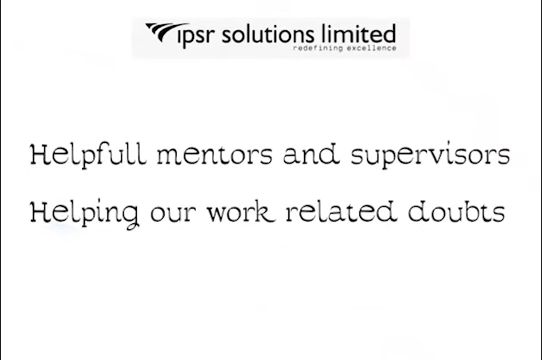 ipsr solutions limited
redefining excellence
Helpfull mentors and supervisors
Helping our work related doubts